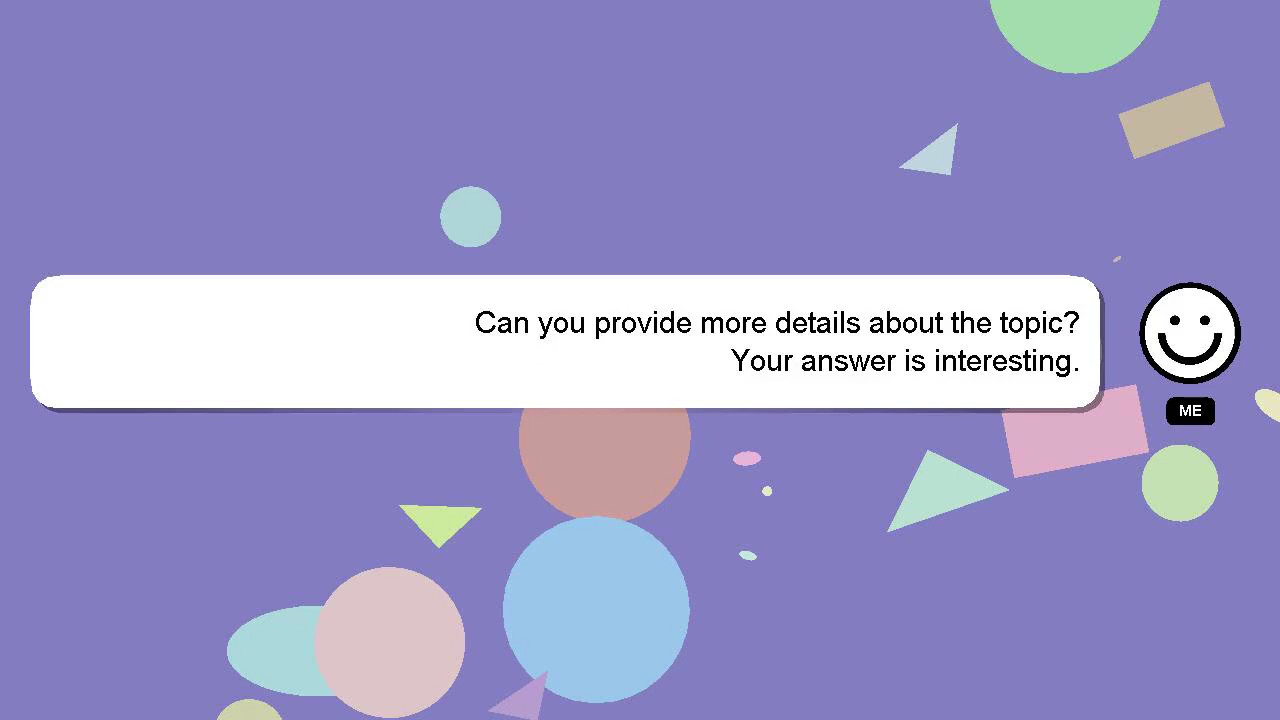 Can you provide more details about the topic?
Your answer is interesting.
ME